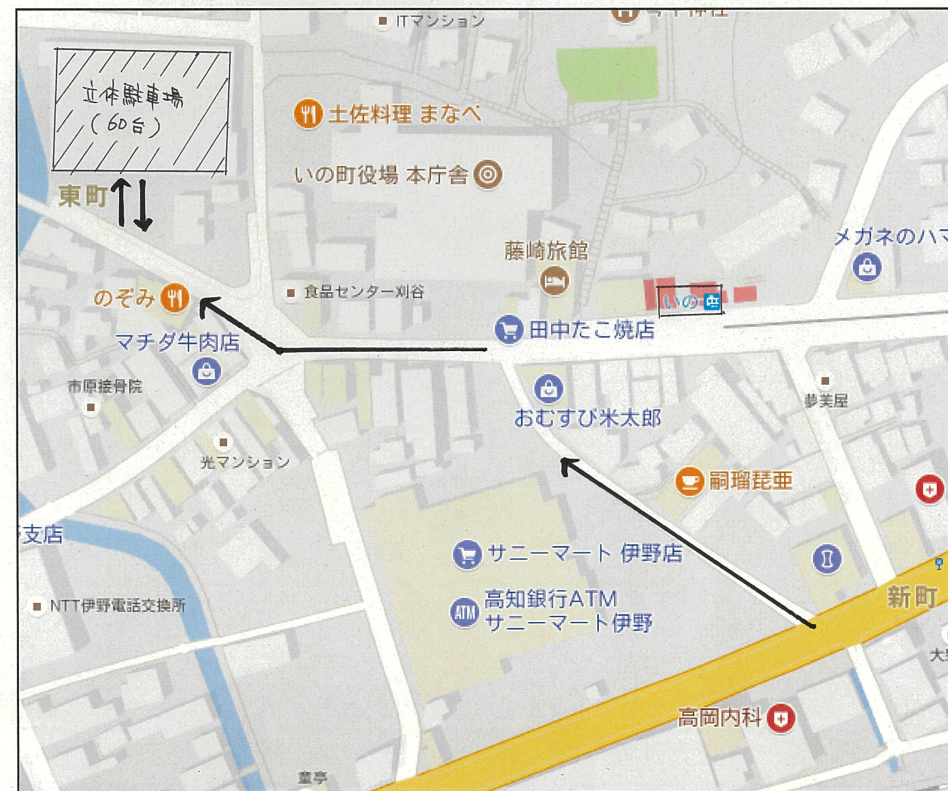 ITマンション
立体駐車場
(60台)
土佐料理 まなべ
いの町役場 本庁舎
東町
藤崎旅館
メガネのハマ
のぞみ
食品センター刈谷
いの
田中たこ焼店
マチダ牛肉店
市原接骨院
おむすび米太郎
夢美屋
光マンション
嗣瑠琵亜
支店
サニーマート 伊野店
NTT伊野電話交換所
高知銀行ATM
サニーマート伊野
ATM
新町
高岡内科
童亭